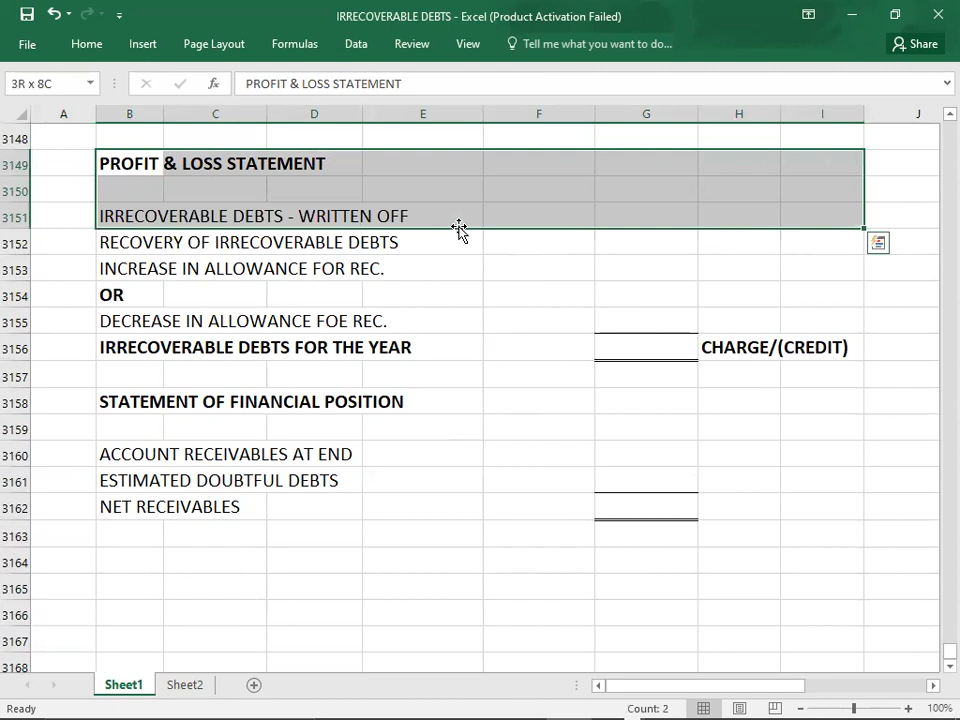 IRRECOVERABLE DEBTS - Excel (Product Activation Failed)
File Home Insert Page Layout Formulas Data Review View Tell me what you want to do... Share
3R x 8C fx PROFIT & LOSS STATEMENT
A B C D E F G H I J
3148
3149 PROFIT & LOSS STATEMENT
3150
3151 IRRECOVERABLE DEBTS - WRITTEN OFF
3152 RECOVERY OF IRRECOVERABLE DEBTS
3153 INCREASE IN ALLOWANCE FOR REC.
3154 OR
3155 DECREASE IN ALLOWANCE FOE REC.
3156 IRRECOVERABLE DEBTS FOR THE YEAR CHARGE/(CREDIT)
3157
3158 STATEMENT OF FINANCIAL POSITION
3159
3160 ACCOUNT RECEIVABLES AT END
3161 ESTIMATED DOUBTFUL DEBTS
3162 NET RECEIVABLES
3163
3164
3165
3166
3167
3168
Sheet1 Sheet2
Ready Count: 2 100%